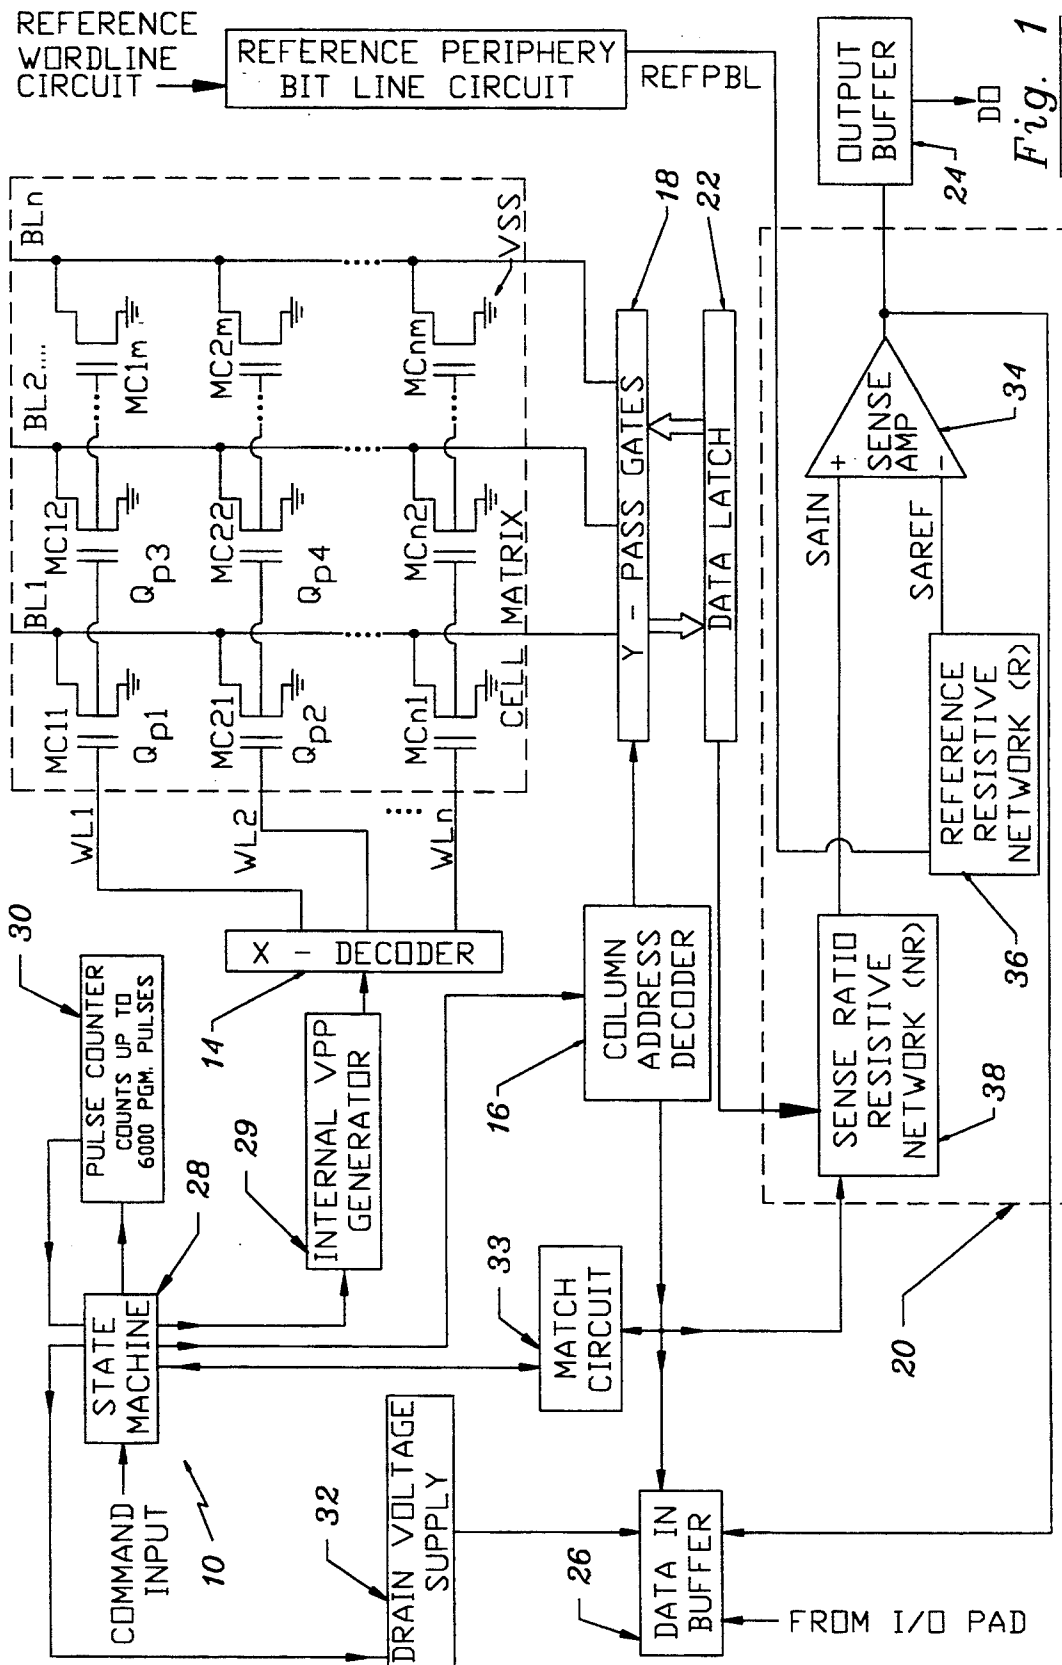 REFERENCE
WORDLINE
CIRCUIT
REFERENCE PERIPHERY
BIT LINE CIRCUIT
REFPBL
OUTPUT
BUFFER
24
DO
Fig. 1
BL1
BL2....
BLn
MC11
MC12
MC1m
Qp1
Qp3
MC21
MC22
MC2m
Qp2
Qp4
MCn1
MCn2
MCnm
VSS
CELL MATRIX
WL1
WL2
....
WLn
X - DECODER
14
30
PULSE COUNTER
COUNTS UP TO
6000 PGM. PULSES
28
STATE
MACHINE
COMMAND
INPUT
10
29
INTERNAL VPP
GENERATOR
32
DRAIN VOLTAGE
SUPPLY
33
MATCH
CIRCUIT
16
COLUMN
ADDRESS
DECODER
Y - PASS GATES
18
DATA LATCH
22
26
DATA IN
BUFFER
FROM I/O PAD
SENSE RATIO
RESISTIVE
NETWORK (NR)
38
REFERENCE
RESISTIVE
NETWORK (R)
36
SAIN
SAREF
+
-
SENSE
AMP
34
20